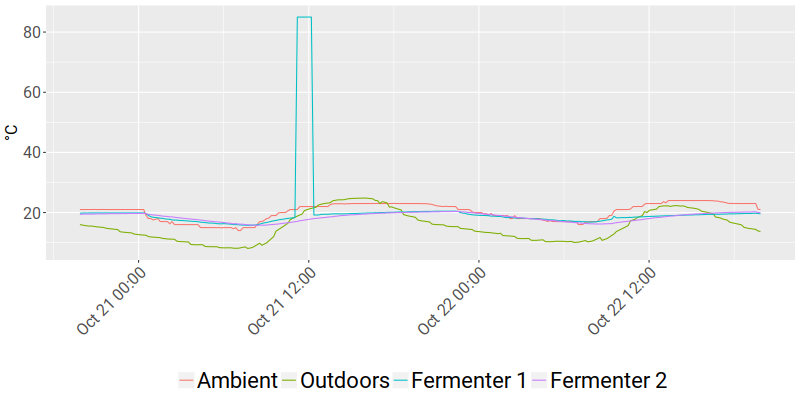 80
60
40
20
°C
Oct 21 00:00
Oct 21 12:00
Oct 22 00:00
Oct 22 12:00
Ambient Outdoors Fermenter 1 Fermenter 2